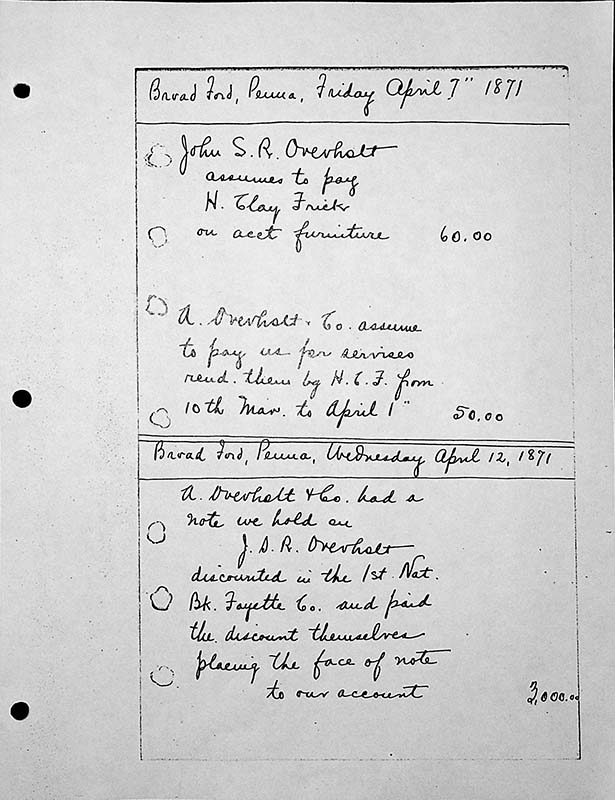 Broad Ford, Penna, Friday April 7" 1871
John S. R. Overholt
assumes to pay
H. Clay Frick
on acct furniture 60.00
A. Overholt & Co. assume
to pay us for servises
rend. them by H. C. F. from
10th Mar. to April 1" 50.00
Broad Ford, Penna, Wednesday April 12, 1871
A. Overholt & Co. had a
note we hold on
J. S. R. Overholt
discounted in the 1st Nat.
Bk. Fayette Co. and paid
the discount themselves
placing the face of note
to our account 3,000.00